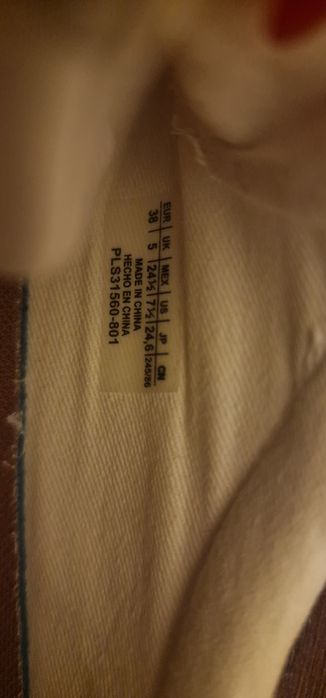 EUR | UK | MEX | US | JP | CN
38 | 5 | 24½ | 7½ | 24,6 | 245/86
MADE IN CHINA
HECHO EN CHINA
PLS31560-801